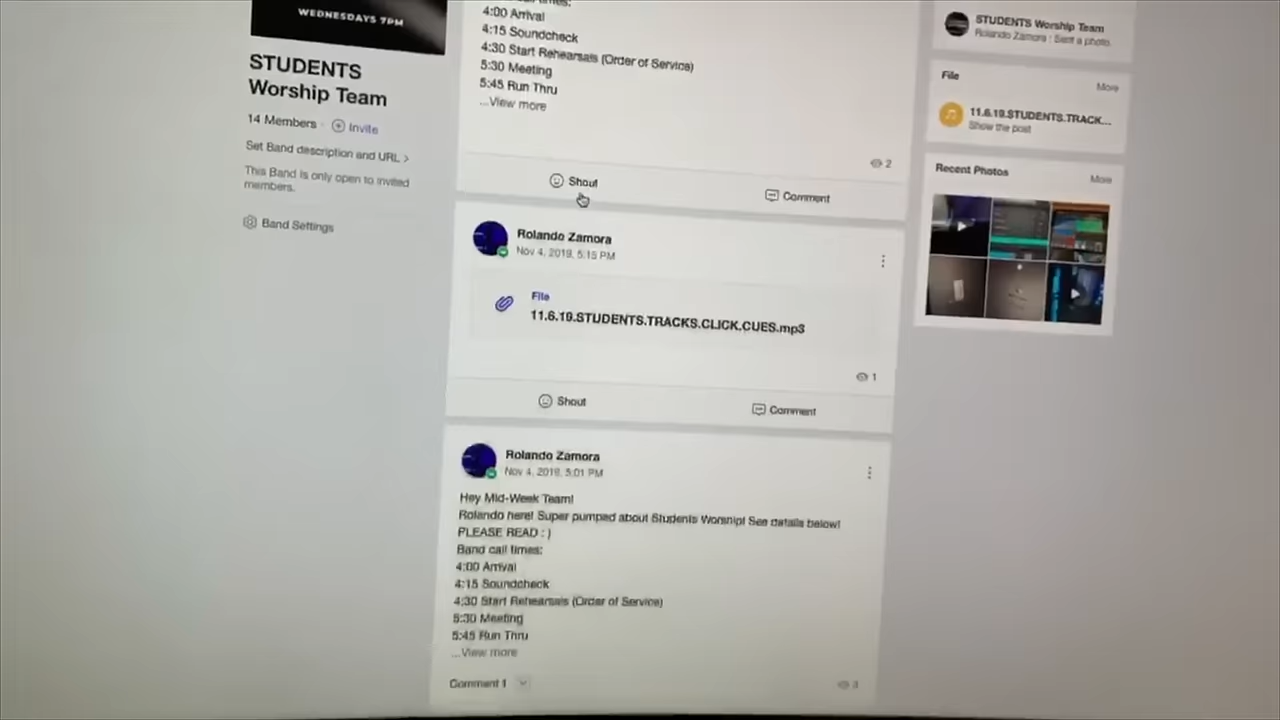 WEDNESDAYS 7PM
STUDENTS
Worship Team
14 Members
Invite
Set Band description and URL >
This Band is only open to invited
members.
Band Settings
4:00 Arrival
4:15 Soundcheck
4:30 Start Rehearsals (Order of Service)
5:30 Meeting
5:45 Run Thru
...View more
2
Shout
Comment
Rolando Zamora
Nov 4, 2019, 5:15 PM
File
11.6.19.STUDENTS.TRACKS.CLICK.CUES.mp3
1
Shout
Comment
Rolando Zamora
Nov 4, 2019, 5:01 PM
Hey Mid-Week Team!
Rolando here! Super pumped about Students Worship! See details below!
PLEASE READ : )
Band call times:
4:00 Arrival
4:15 Soundcheck
4:30 Start Rehearsals (Order of Service)
5:30 Meeting
5:45 Run Thru
...View more
Comment 1
3
STUDENTS Worship Team
Rolando Zamora : Sent a photo.
File
More
11.6.19.STUDENTS.TRACK...
Show the post
Recent Photos
More